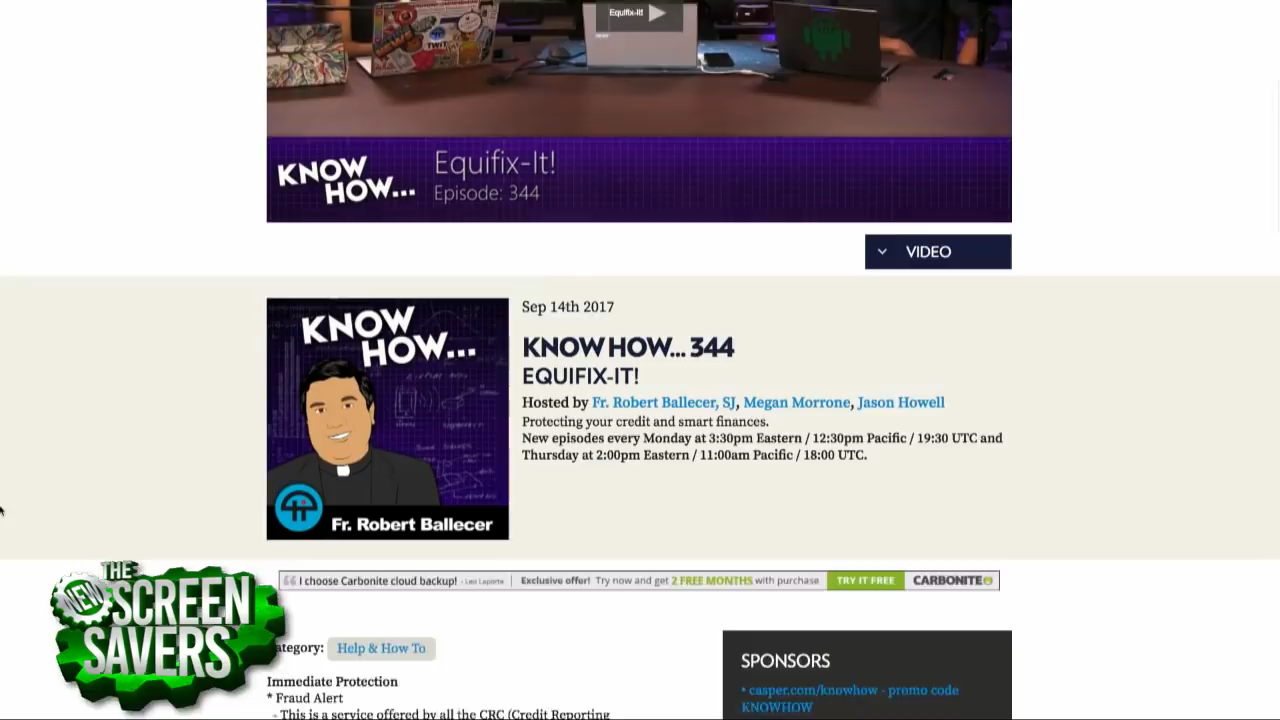 Equifix-It!
KNOW
HOW...
Equifix-It!
Episode: 344
VIDEO
KNOW
HOW...
Fr. Robert Ballecer
Sep 14th 2017
KNOW HOW... 344
EQUIFIX-IT!
Hosted by Fr. Robert Ballecer, SJ, Megan Morrone, Jason Howell
Protecting your credit and smart finances.
New episodes every Monday at 3:30pm Eastern / 12:30pm Pacific / 19:30 UTC and
Thursday at 2:00pm Eastern / 11:00am Pacific / 18:00 UTC.
I choose Carbonite cloud backup! - Leo Laporte Exclusive offer! Try now and get 2 FREE MONTHS with purchase TRY IT FREE CARBONITE
THE
NEW
SCREEN
SAVERS
ategory: Help & How To
Immediate Protection
* Fraud Alert
- This is a service offered by all the CRC (Credit Reporting
SPONSORS
• casper.com/knowhow - promo code
KNOWHOW